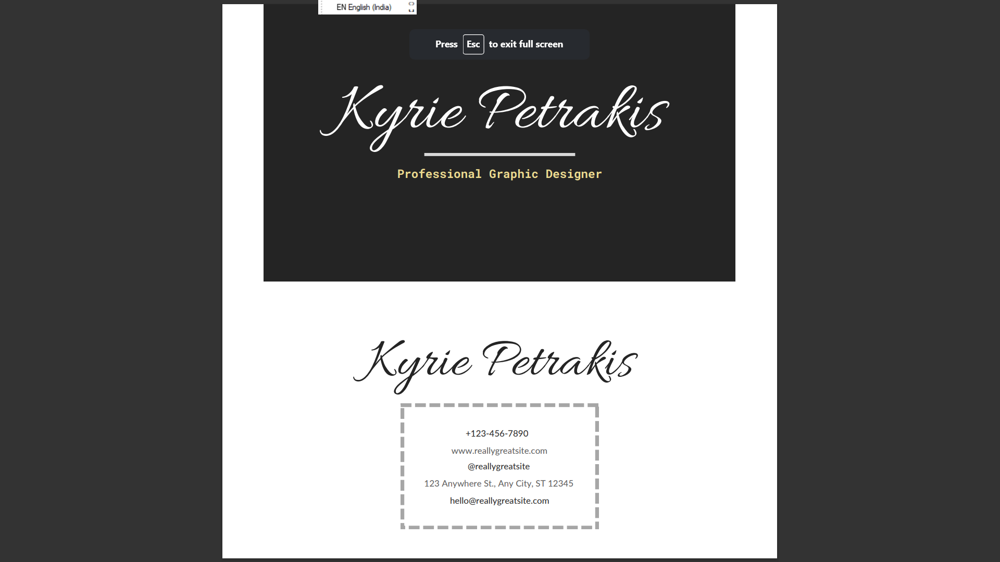 EN English (India)
Press Esc to exit full screen
Kyrie Petrakis
Professional Graphic Designer
Kyrie Petrakis
+123-456-7890
www.reallygreatsite.com
@reallygreatsite
123 Anywhere St., Any City, ST 12345
hello@reallygreatsite.com